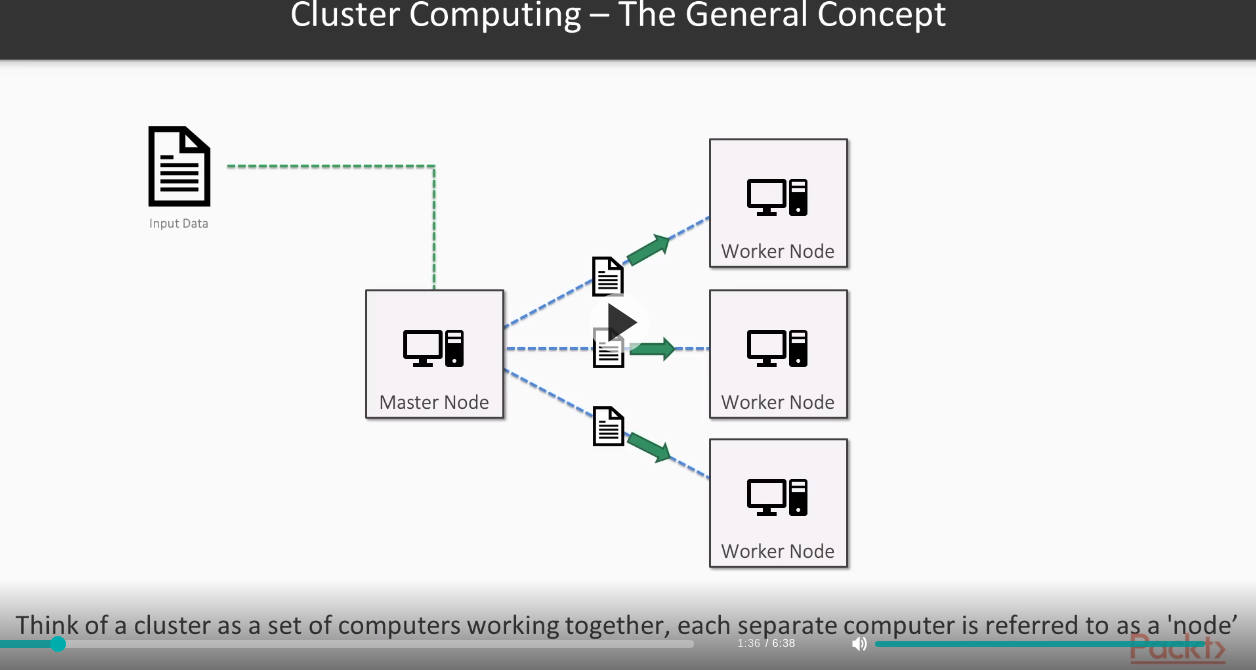 Cluster Computing – The General Concept
Input Data
Worker Node
Master Node
Worker Node
Worker Node
Think of a cluster as a set of computers working together, each separate computer is referred to as a 'node’
1:36 / 6:38
Packt>